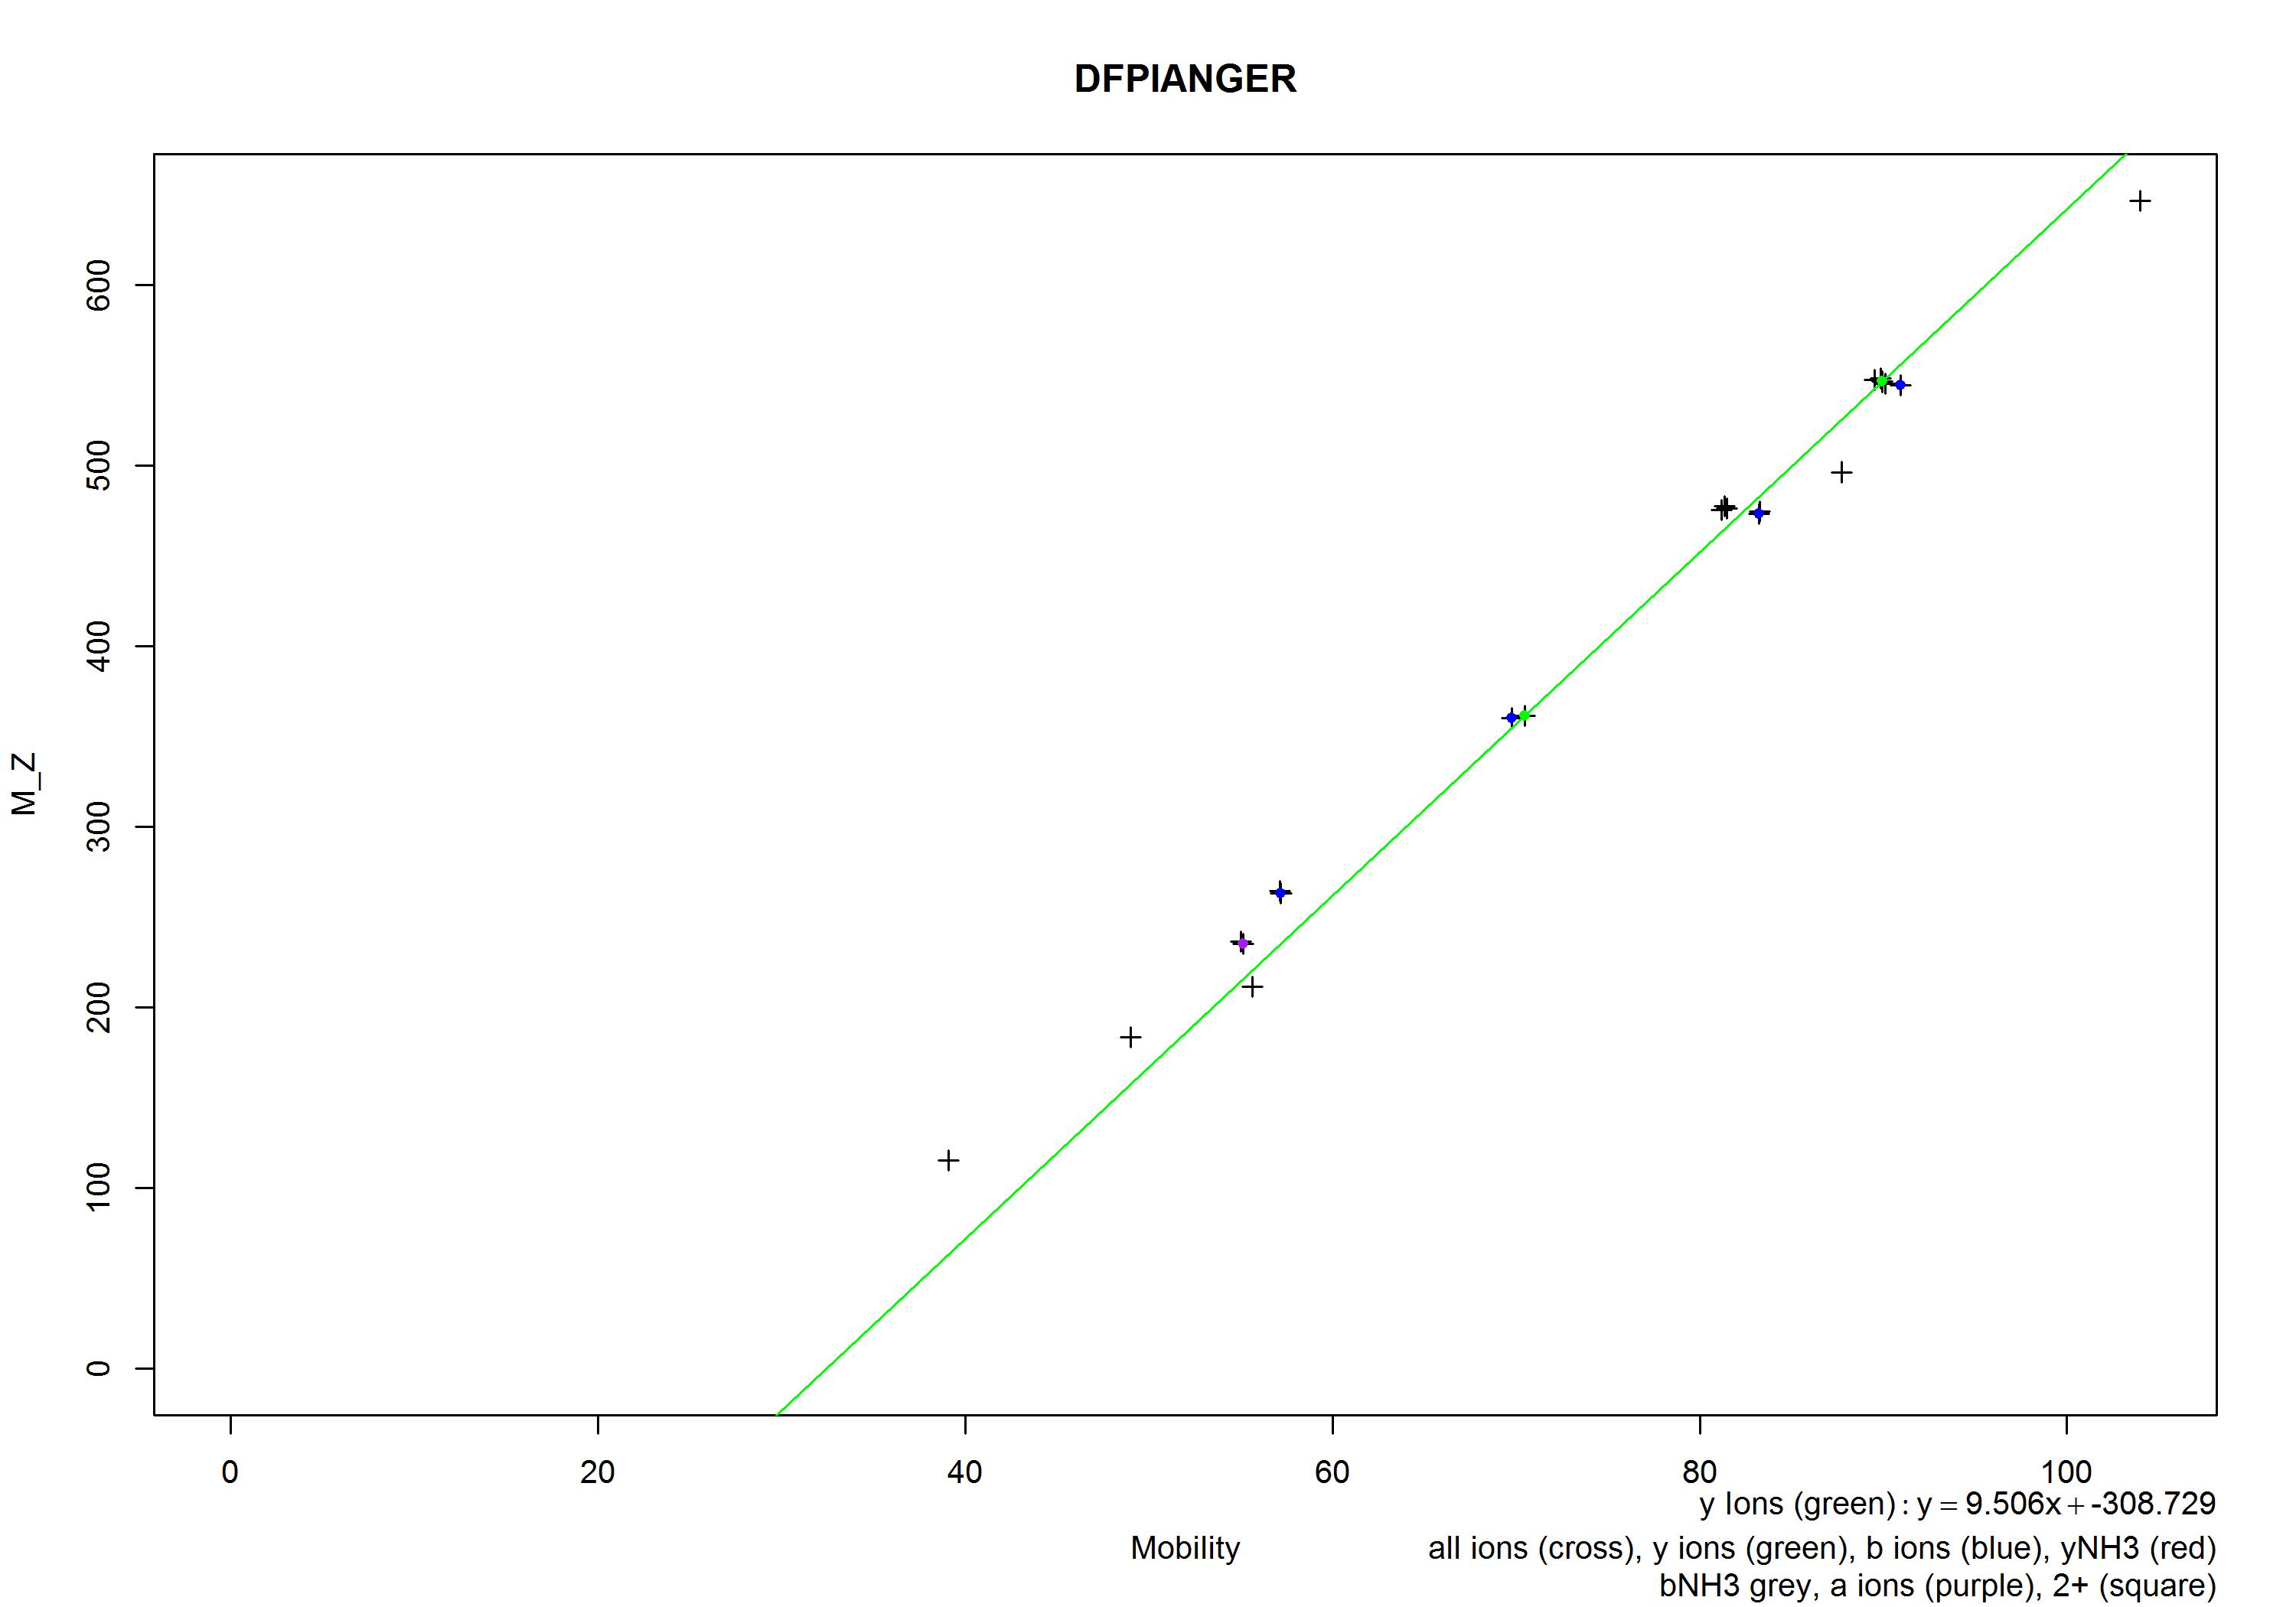 DFPIANGER
M_Z
600
500
400
300
200
100
0
0 20 40 60 80 100
y Ions (green) : y = 9.506x + -308.729
Mobility all ions (cross), y ions (green), b ions (blue), yNH3 (red)
bNH3 grey, a ions (purple), 2+ (square)